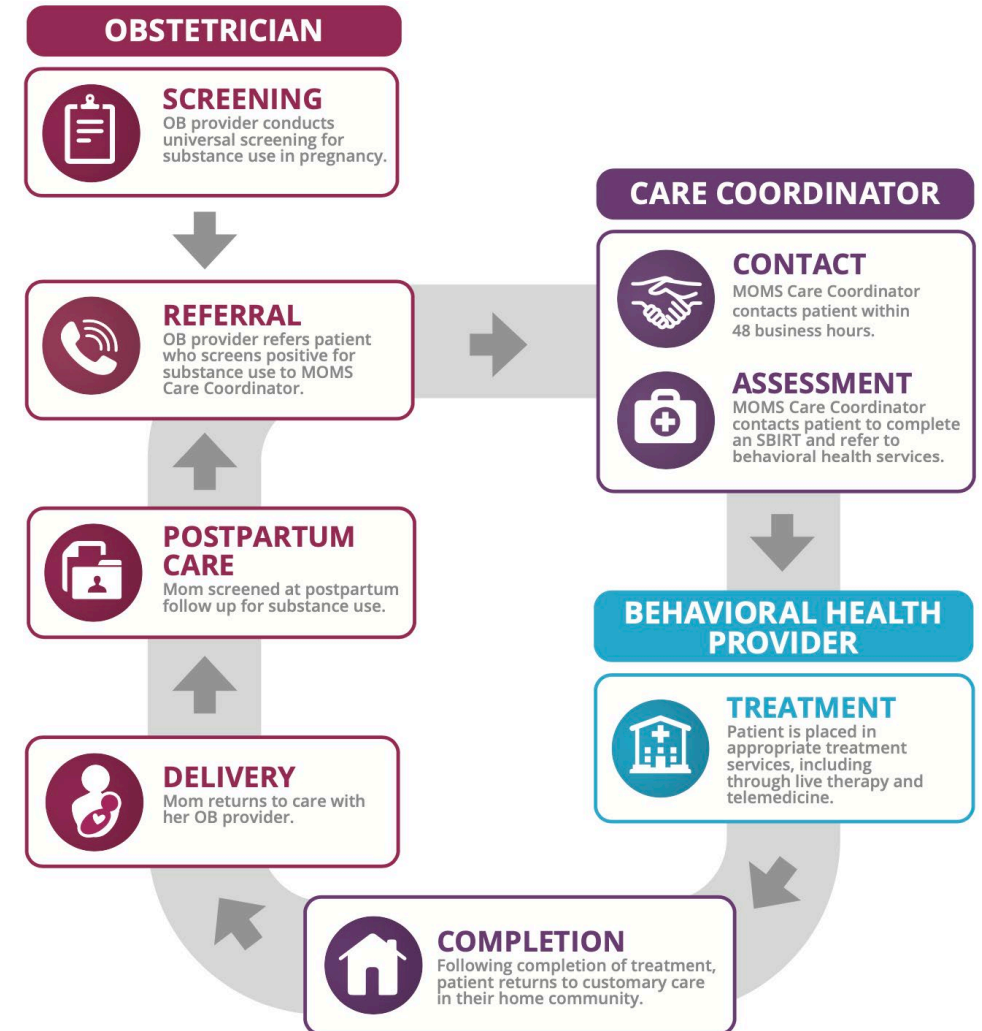 OBSTETRICIAN
SCREENING
OB provider conducts
universal screening for
substance use in pregnancy.
REFERRAL
OB provider refers patient
who screens positive for
substance use to MOMS
Care Coordinator.
CARE COORDINATOR
CONTACT
MOMS Care Coordinator
contacts patient within
48 business hours.
ASSESSMENT
MOMS Care Coordinator
contacts patient to complete
an SBIRT and refer to
behavioral health services.
BEHAVIORAL HEALTH
PROVIDER
TREATMENT
Patient is placed in
appropriate treatment
services, including
through live therapy and
telemedicine.
COMPLETION
Following completion of treatment,
patient returns to customary care
in their home community.
DELIVERY
Mom returns to care with
her OB provider.
POSTPARTUM
CARE
Mom screened at postpartum
follow up for substance use.